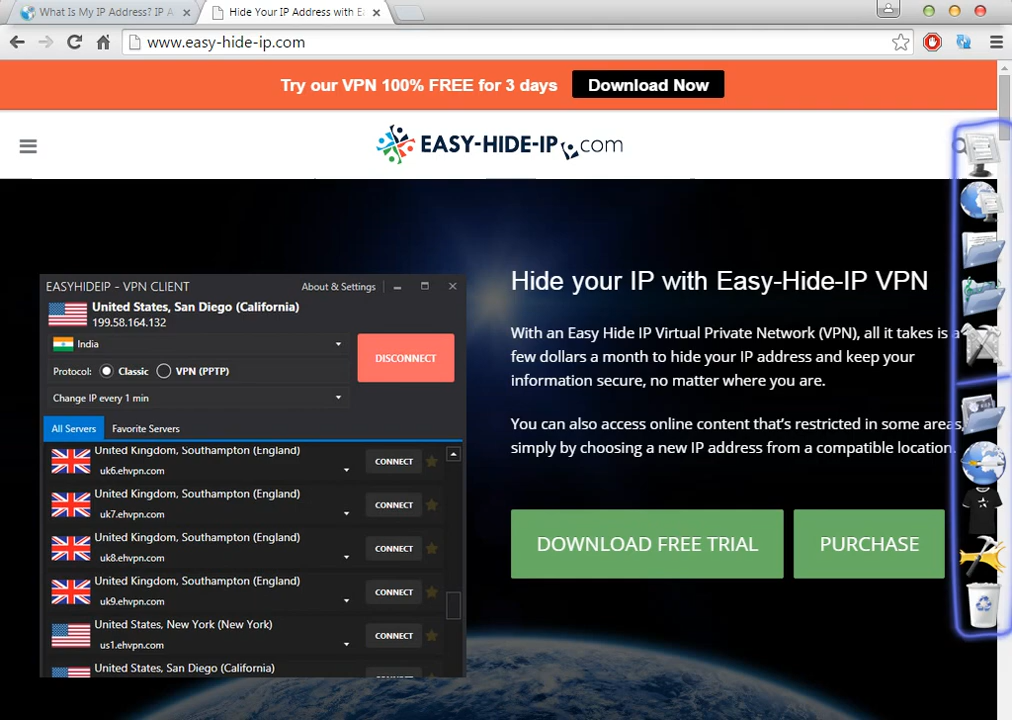 What Is My IP Address? IP A
Hide Your IP Address with E
www.easy-hide-ip.com
Try our VPN 100% FREE for 3 days
Download Now
EASY-HIDE-IP.com
EASYHIDEIP - VPN CLIENT
About & Settings
United States, San Diego (California)
199.58.164.132
India
DISCONNECT
Protocol:
Classic
VPN (PPTP)
Change IP every 1 min
All Servers
Favorite Servers
United Kingdom, Southampton (England)
uk6.ehvpn.com
CONNECT
United Kingdom, Southampton (England)
uk7.ehvpn.com
CONNECT
United Kingdom, Southampton (England)
uk8.ehvpn.com
CONNECT
United Kingdom, Southampton (England)
uk9.ehvpn.com
CONNECT
United States, New York (New York)
us1.ehvpn.com
CONNECT
United States, San Diego (California)
Hide your IP with Easy-Hide-IP VPN
With an Easy Hide IP Virtual Private Network (VPN), all it takes is a
few dollars a month to hide your IP address and keep your
information secure, no matter where you are.
You can also access online content that's restricted in some areas,
simply by choosing a new IP address from a compatible location.
DOWNLOAD FREE TRIAL
PURCHASE